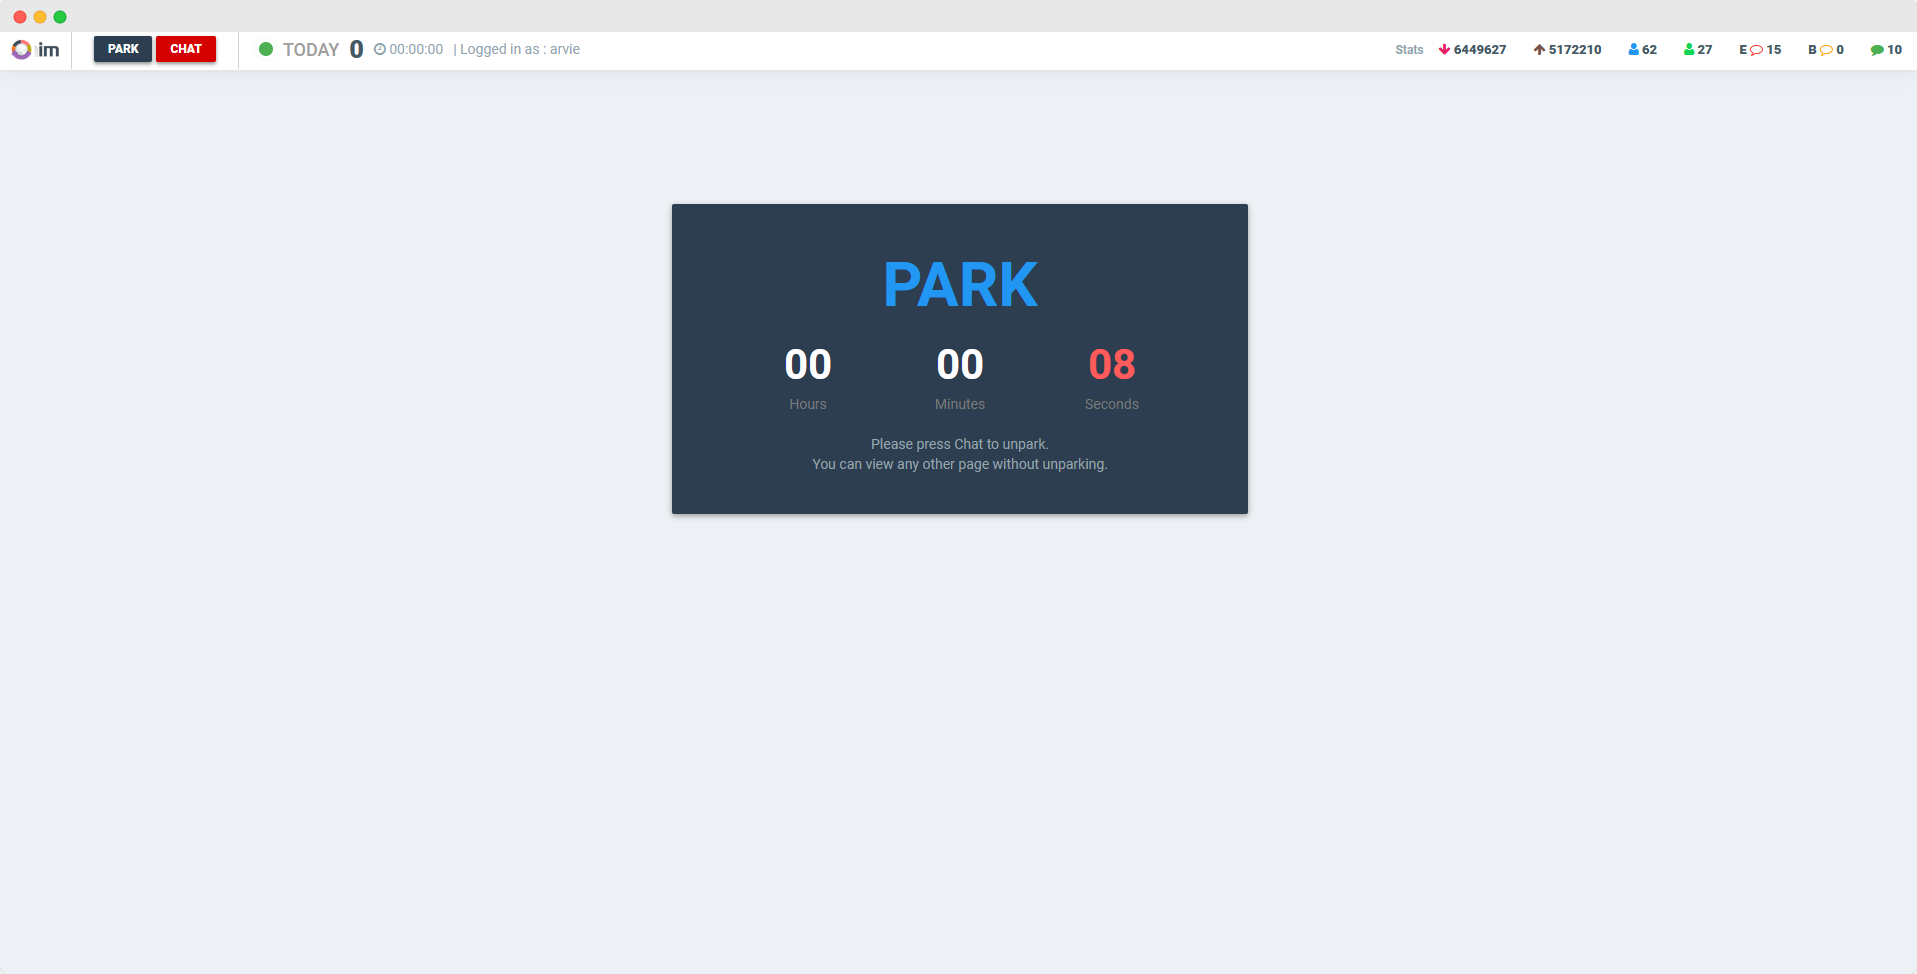 im PARK CHAT TODAY 0 00:00:00 | Logged in as : arvie Stats 6449627 5172210 62 27 E 15 B 0 10
PARK
00 00 08
Hours Minutes Seconds
Please press Chat to unpark.
You can view any other page without unparking.